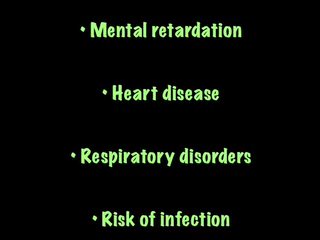 • Mental retardation
• Heart disease
• Respiratory disorders
• Risk of infection